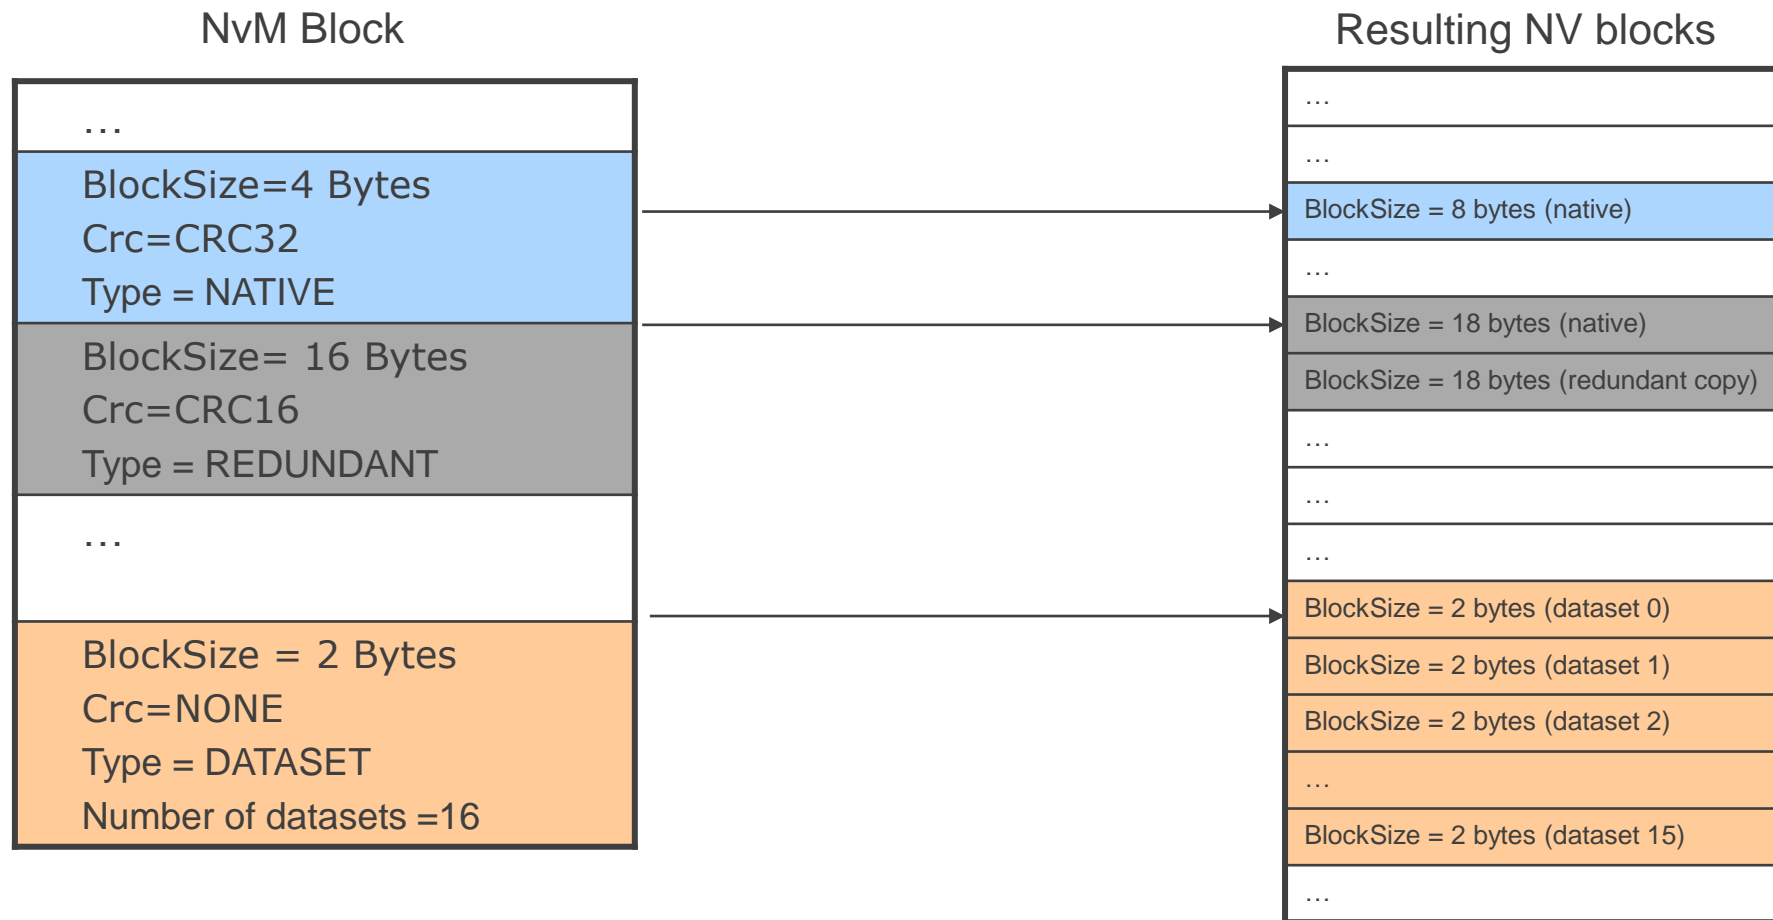 NvM Block
…
BlockSize=4 Bytes
Crc=CRC32
Type = NATIVE
BlockSize= 16 Bytes
Crc=CRC16
Type = REDUNDANT
…
BlockSize = 2 Bytes
Crc=NONE
Type = DATASET
Number of datasets =16
Resulting NV blocks
…
…
BlockSize = 8 bytes (native)
…
BlockSize = 18 bytes (native)
BlockSize = 18 bytes (redundant copy)
…
…
…
BlockSize = 2 bytes (dataset 0)
BlockSize = 2 bytes (dataset 1)
BlockSize = 2 bytes (dataset 2)
…
BlockSize = 2 bytes (dataset 15)
…